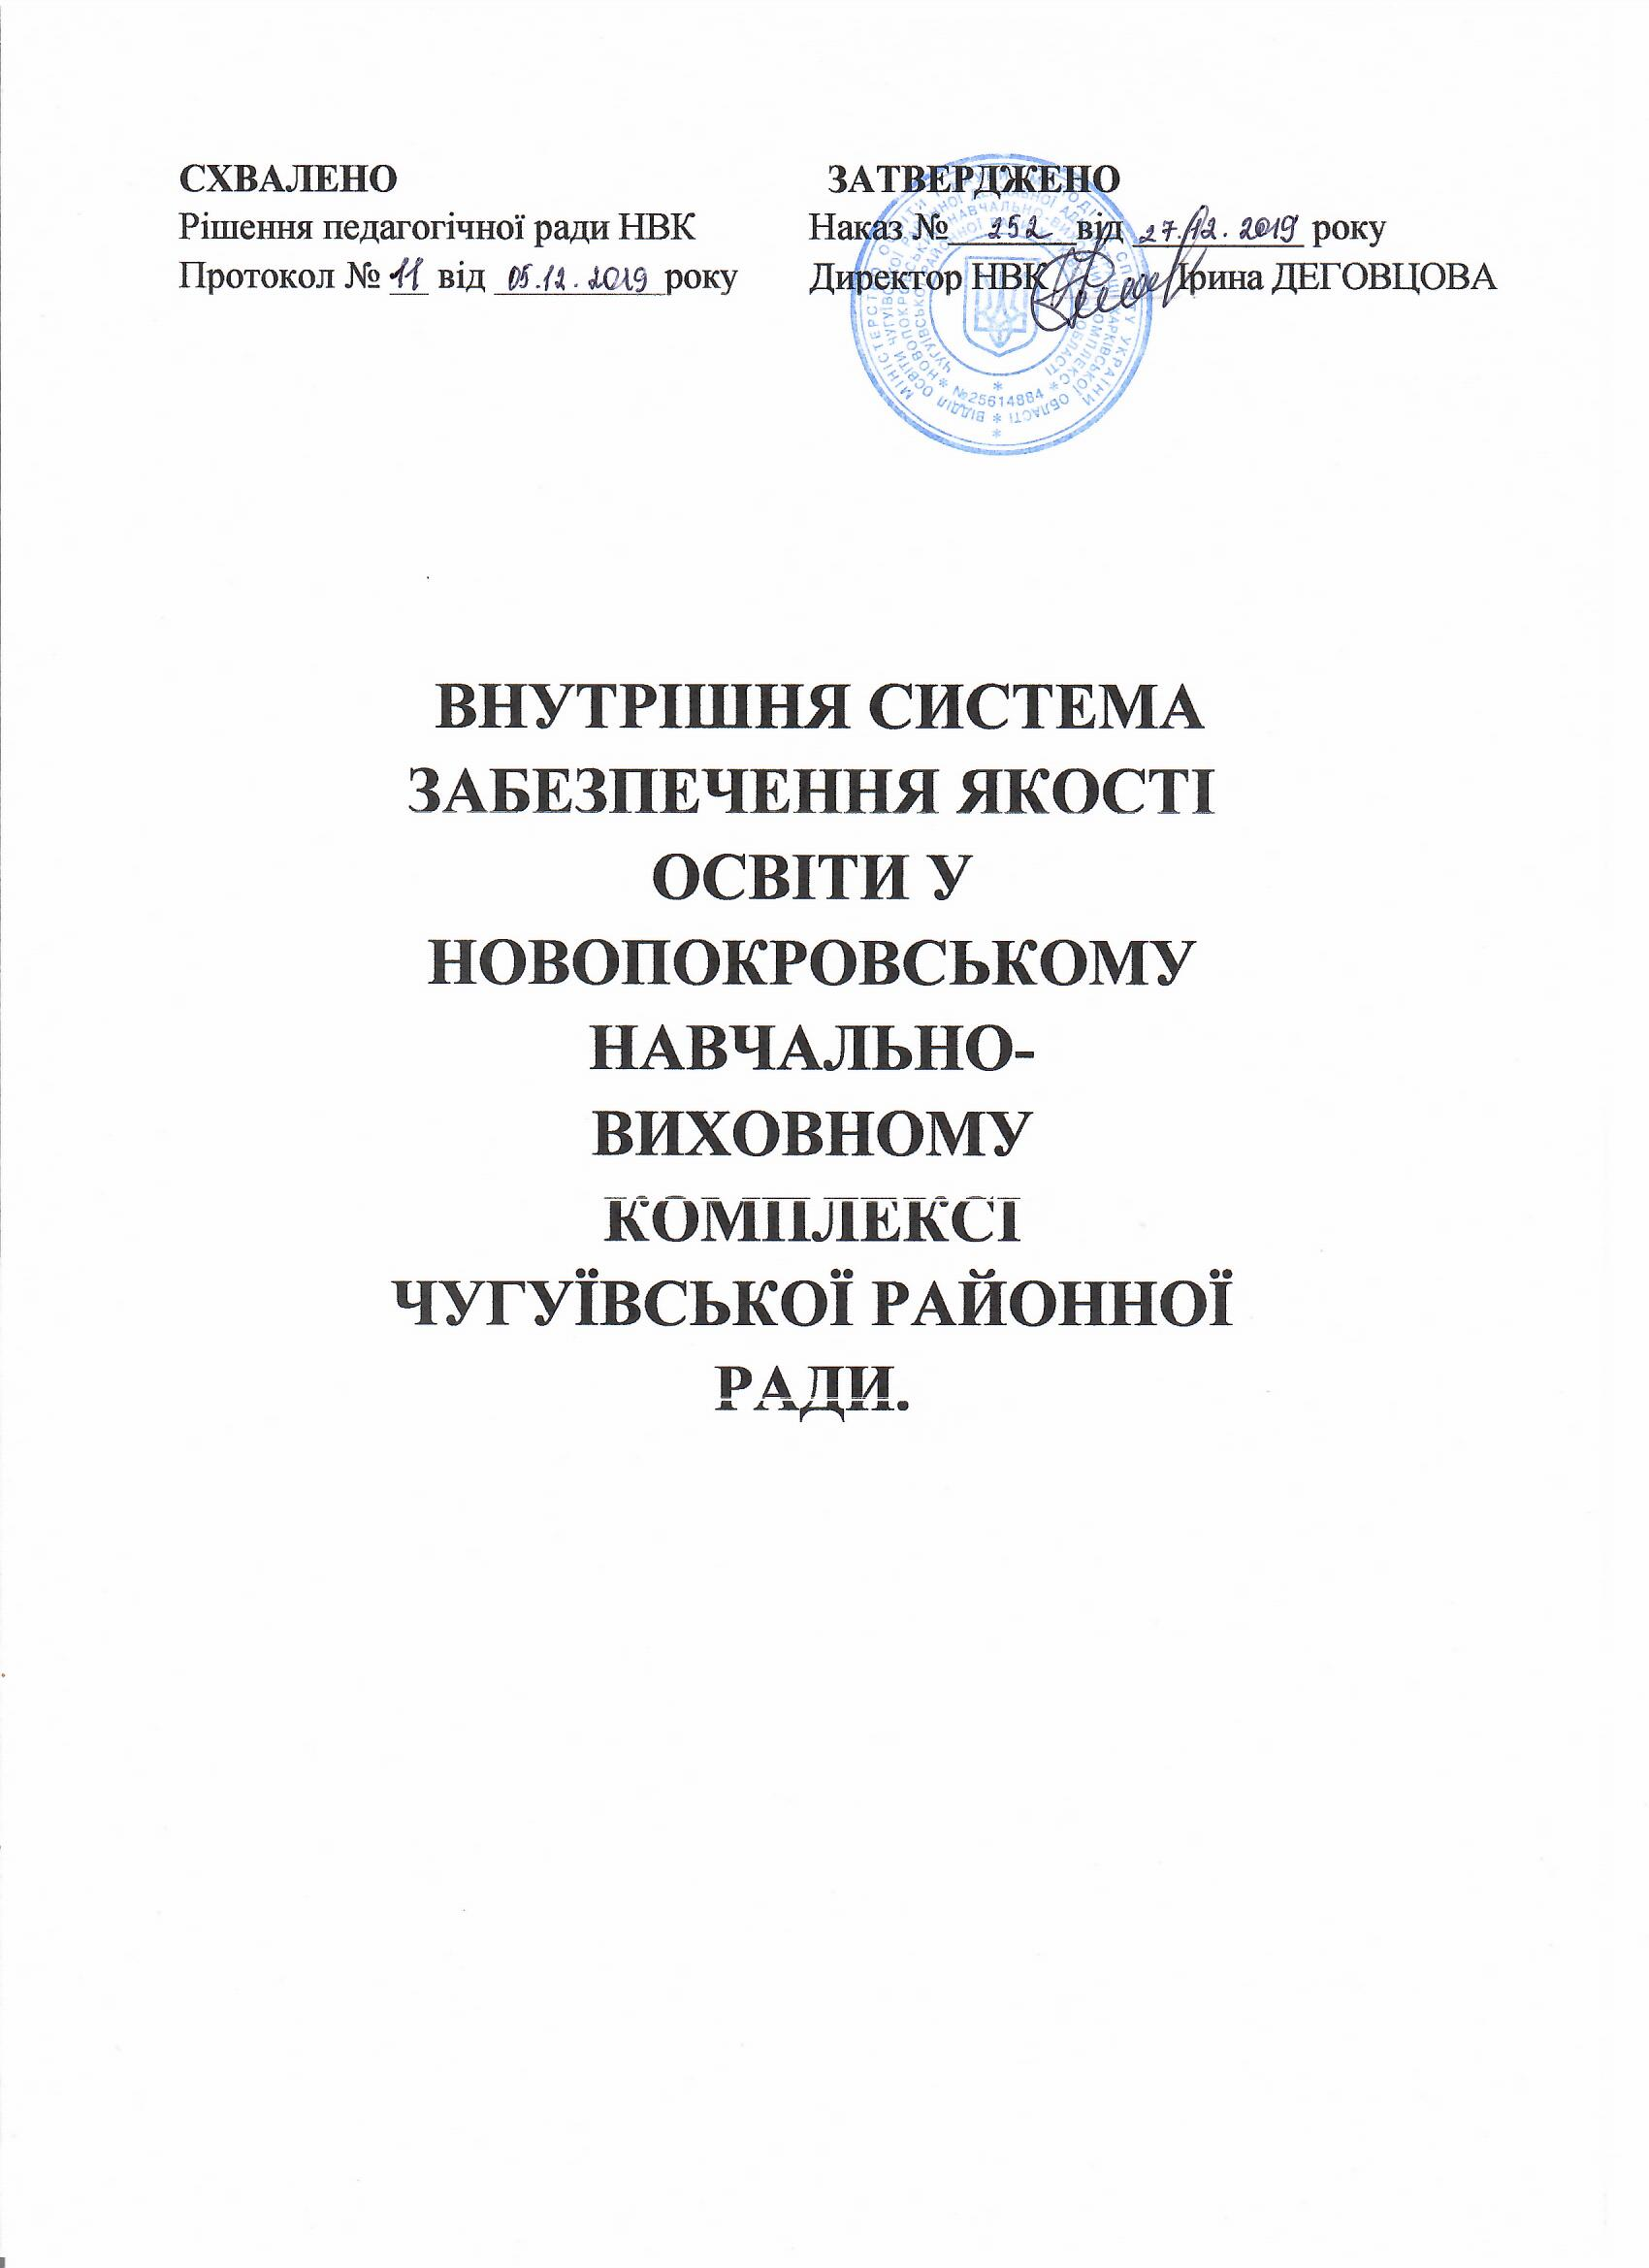 СХВАЛЕНО
Рішення педагогічної ради НВК
Протокол № 11 від 05.12.2019 року
ЗАТВЕРДЖЕНО
Наказ № 252 від 27.12.2019 року
Директор НВК Ірина ДЕГОВЦОВА
№25614884
ВНУТРІШНЯ СИСТЕМА
ЗАБЕЗПЕЧЕННЯ ЯКОСТІ
ОСВІТИ У
НОВОПОКРОВСЬКОМУ
НАВЧАЛЬНО-
ВИХОВНОМУ
КОМПЛЕКСІ
ЧУГУЇВСЬКОЇ РАЙОННОЇ
РАДИ.